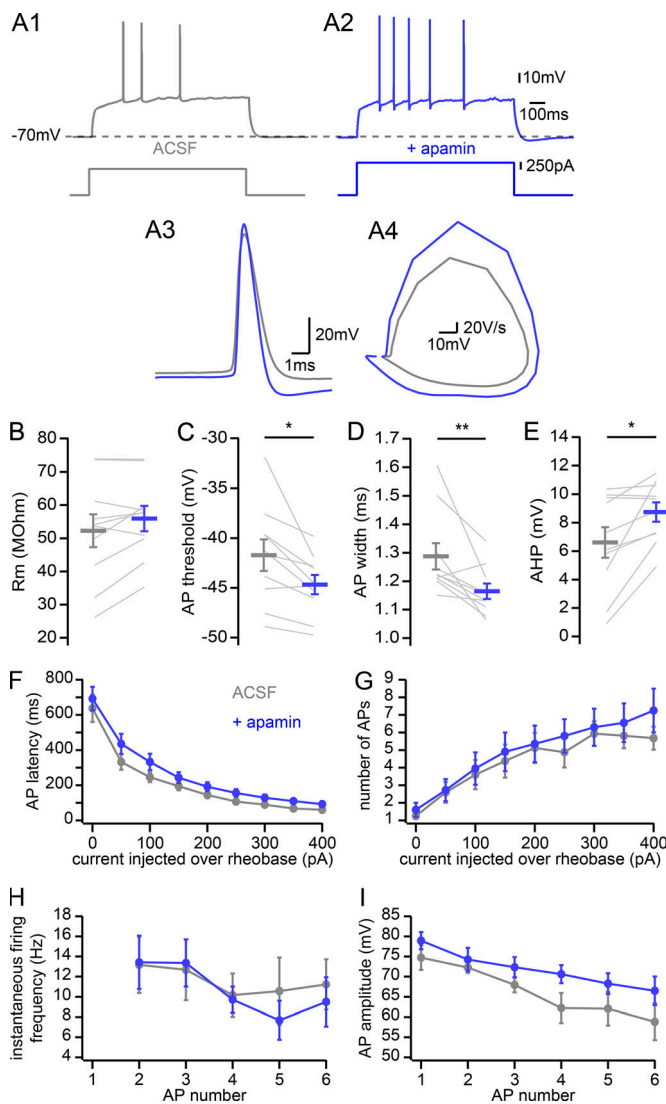 A1
A2
10mV
100ms
-70mV
ACSF
+ apamin
250pA
A3
A4
20mV
1ms
20V/s
10mV
B
C
D
E
80
70
60
50
40
30
20
Rm (MOhm)
-30
-35
-40
-45
-50
AP threshold (mV)
*
1.7
1.6
1.5
1.4
1.3
1.2
1.1
1.0
AP width (ms)
**
14
12
10
8
6
4
2
0
AHP (mV)
*
F
800
600
400
200
0
AP latency (ms)
ACSF
+ apamin
0 100 200 300 400
current injected over rheobase (pA)
G
9
8
7
6
5
4
3
2
1
number of APs
0 100 200 300 400
current injected over rheobase (pA)
H
18
16
14
12
10
8
6
4
instantaneous firing
frequency (Hz)
1 2 3 4 5 6
AP number
I
85
80
75
70
65
60
55
50
AP amplitude (mV)
1 2 3 4 5 6
AP number